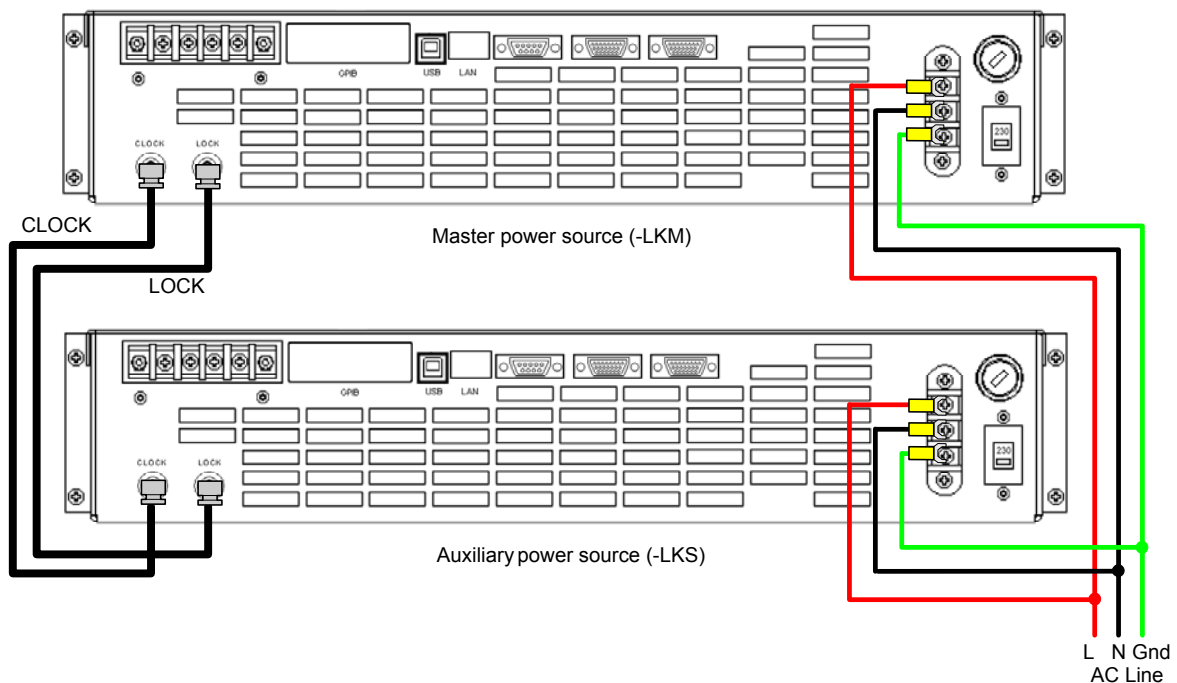 GPIB
USB
LAN
230
CLOCK
LOCK
CLOCK
Master power source (-LKM)
LOCK
GPIB
USB
LAN
230
CLOCK
LOCK
Auxiliary power source (-LKS)
L N Gnd
AC Line